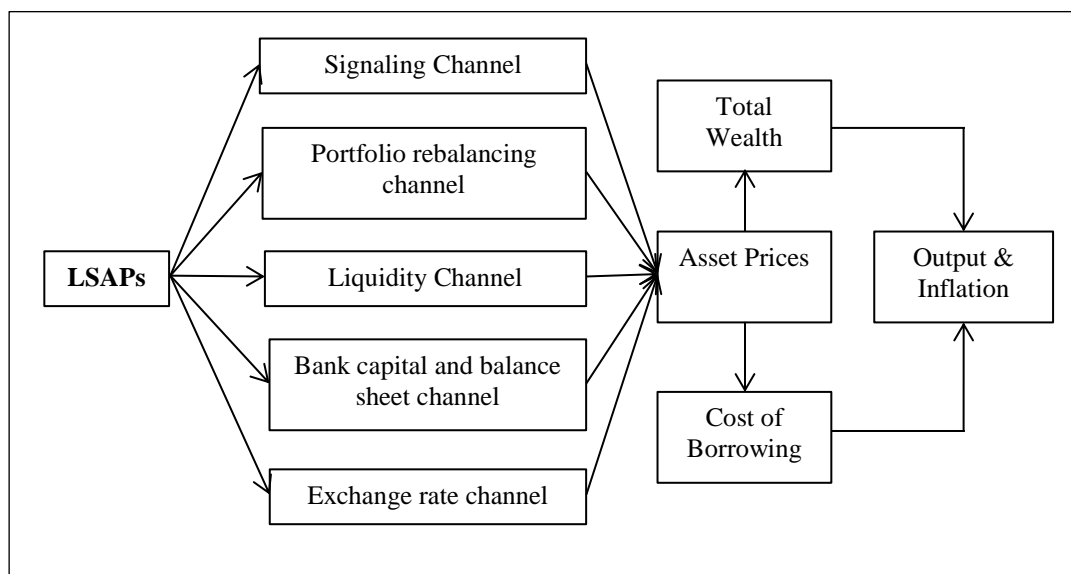 LSAPs
Signaling Channel
Portfolio rebalancing
channel
Liquidity Channel
Bank capital and balance
sheet channel
Exchange rate channel
Total
Wealth
Asset Prices
Cost of
Borrowing
Output &
Inflation